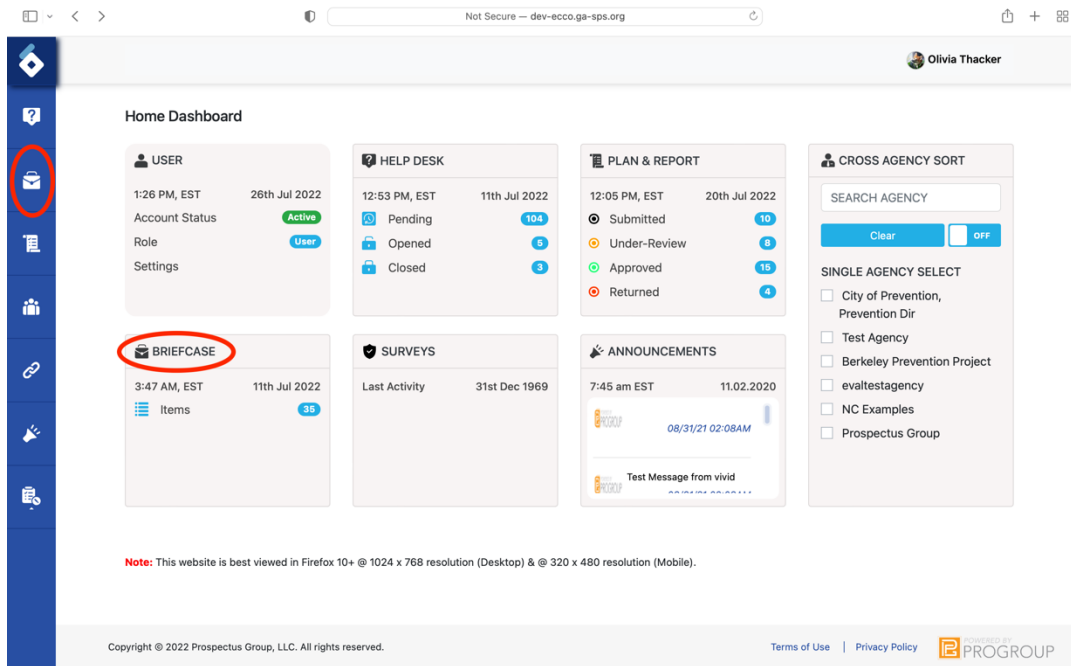 Not Secure — dev-ecco.ga-sps.org
Olivia Thacker
Home Dashboard
USER
1:26 PM, EST 26th Jul 2022
Account Status Active
Role User
Settings
HELP DESK
12:53 PM, EST 11th Jul 2022
Pending 104
Opened 5
Closed 3
PLAN & REPORT
12:05 PM, EST 20th Jul 2022
Submitted 10
Under-Review 8
Approved 15
Returned 4
CROSS AGENCY SORT
SEARCH AGENCY
Clear OFF
SINGLE AGENCY SELECT
City of Prevention,
Prevention Dir
Test Agency
Berkeley Prevention Project
evaltestagency
NC Examples
Prospectus Group
BRIEFCASE
3:47 AM, EST 11th Jul 2022
Items 35
SURVEYS
Last Activity 31st Dec 1969
ANNOUNCEMENTS
7:45 am EST 11.02.2020
PROGROUP
08/31/21 02:08AM
Test Message from vivid
PROGROUP
Note: This website is best viewed in Firefox 10+ @ 1024 x 768 resolution (Desktop) & @ 320 x 480 resolution (Mobile).
Copyright © 2022 Prospectus Group, LLC. All rights reserved.
Terms of Use | Privacy Policy
POWERED BY
PROGROUP